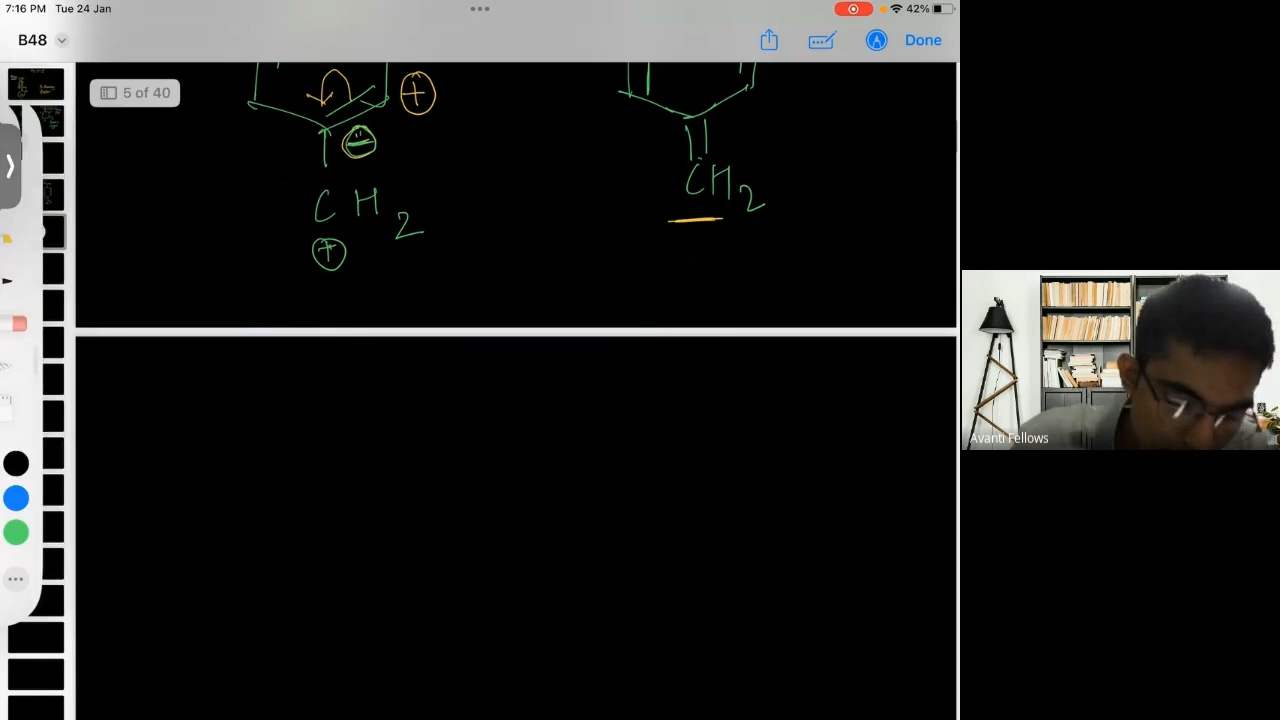 7:16 PM Tue 24 Jan
42%
B48
Done
5 of 40
+
CH2
+
CH2
Avanti Fellows